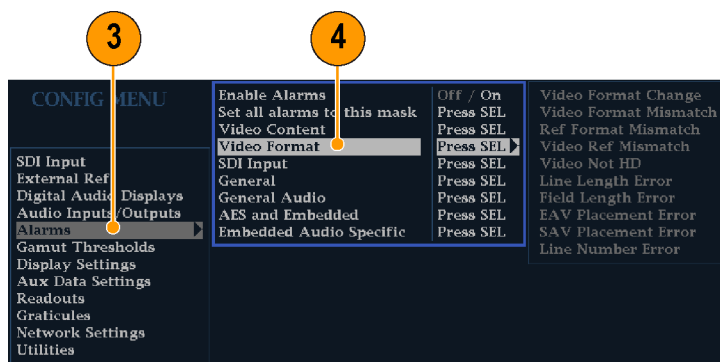 3
4
CONFIG MENU
SDI Input
External Ref
Digital Audio Displays
Audio Inputs/Outputs
Alarms
Gamut Thresholds
Display Settings
Aux Data Settings
Readouts
Graticules
Network Settings
Utilities
Enable Alarms Off / On
Set all alarms to this mask Press SEL
Video Content Press SEL
Video Format Press SEL
SDI Input Press SEL
General Press SEL
General Audio Press SEL
AES and Embedded Press SEL
Embedded Audio Specific Press SEL
Video Format Change
Video Format Mismatch
Ref Format Mismatch
Video Ref Mismatch
Video Not HD
Line Length Error
Field Length Error
EAV Placement Error
SAV Placement Error
Line Number Error